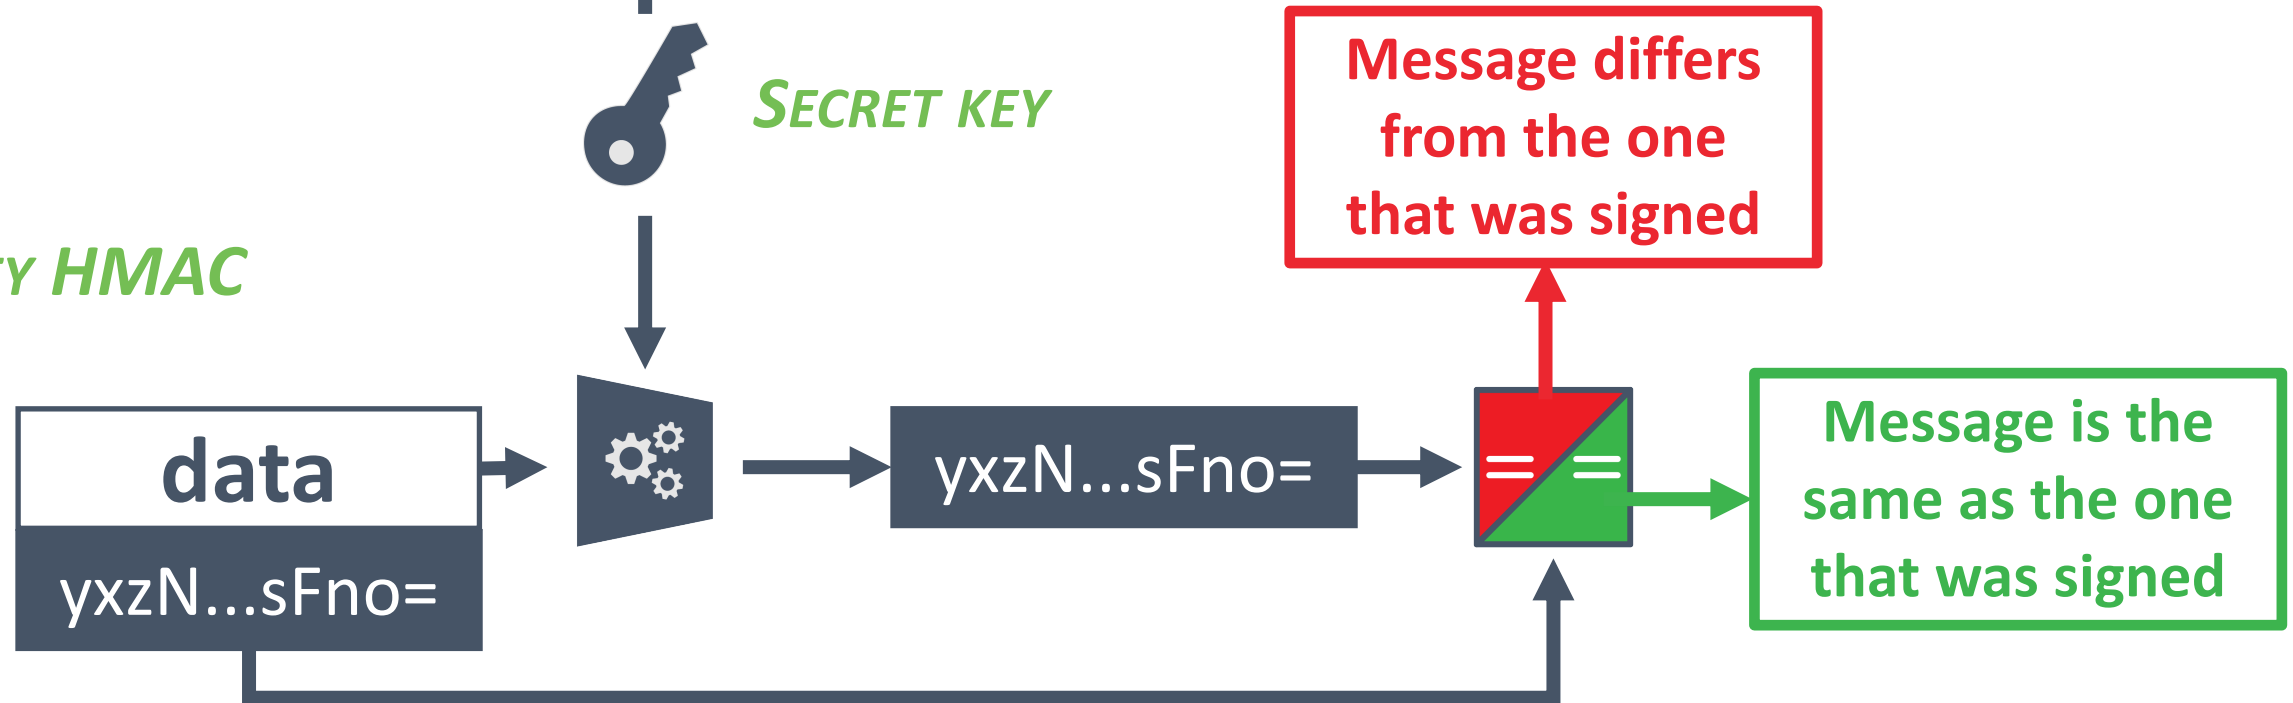 Message differs
from the one
that was signed
SECRET KEY
HMAC
data
yxzN...sFno=
yxzN...sFno=
Message is the
same as the one
that was signed